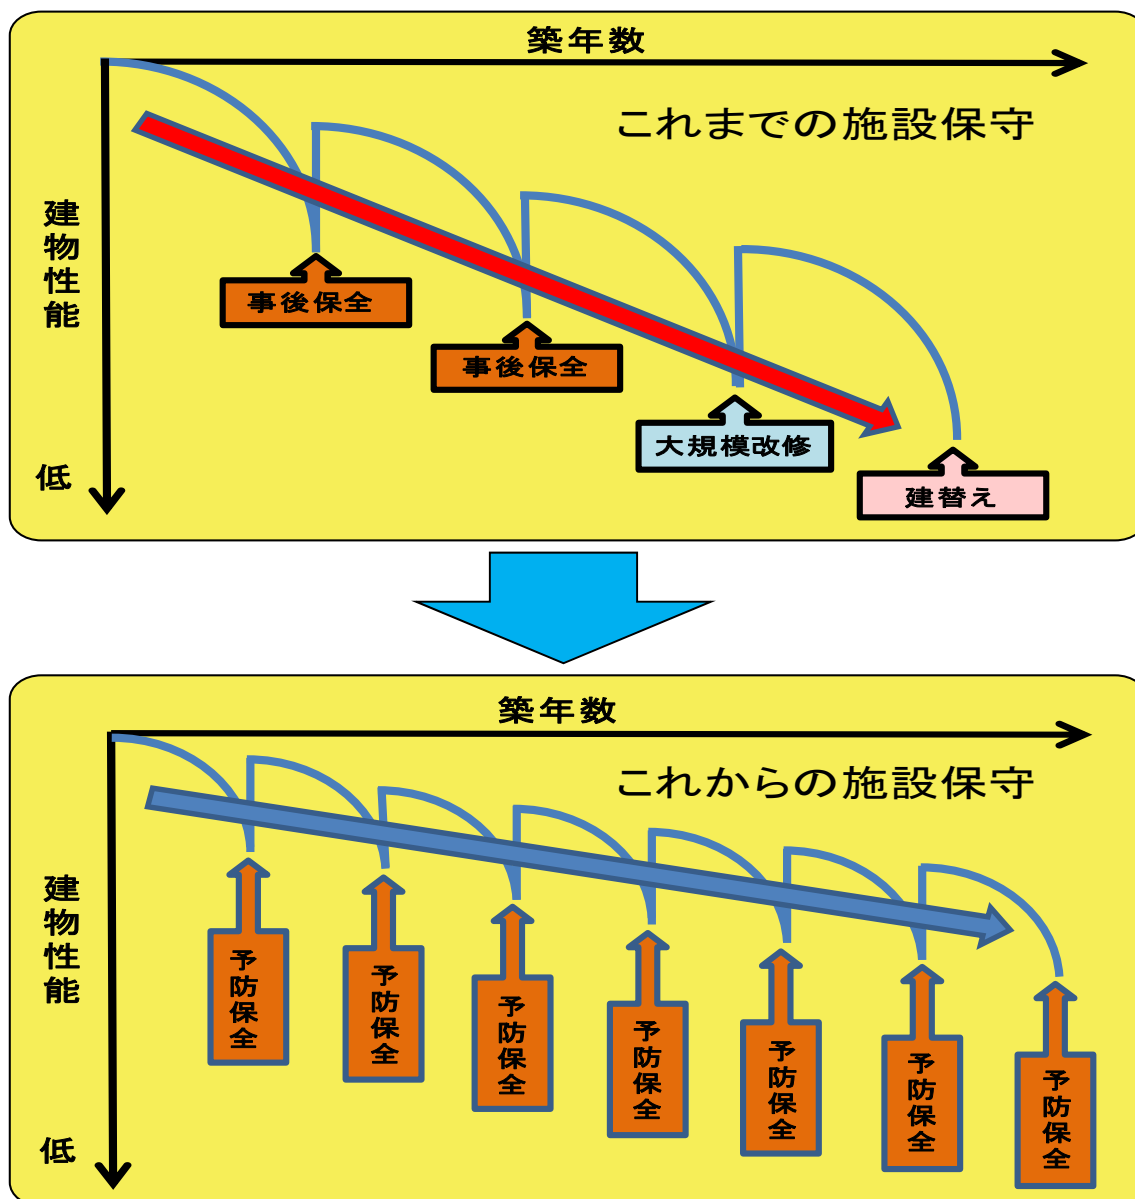 築年数
これまでの施設保守
建物性能
低
事後保全
事後保全
大規模改修
建替え
築年数
これからの施設保守
建物性能
低
予防保全
予防保全
予防保全
予防保全
予防保全
予防保全
予防保全